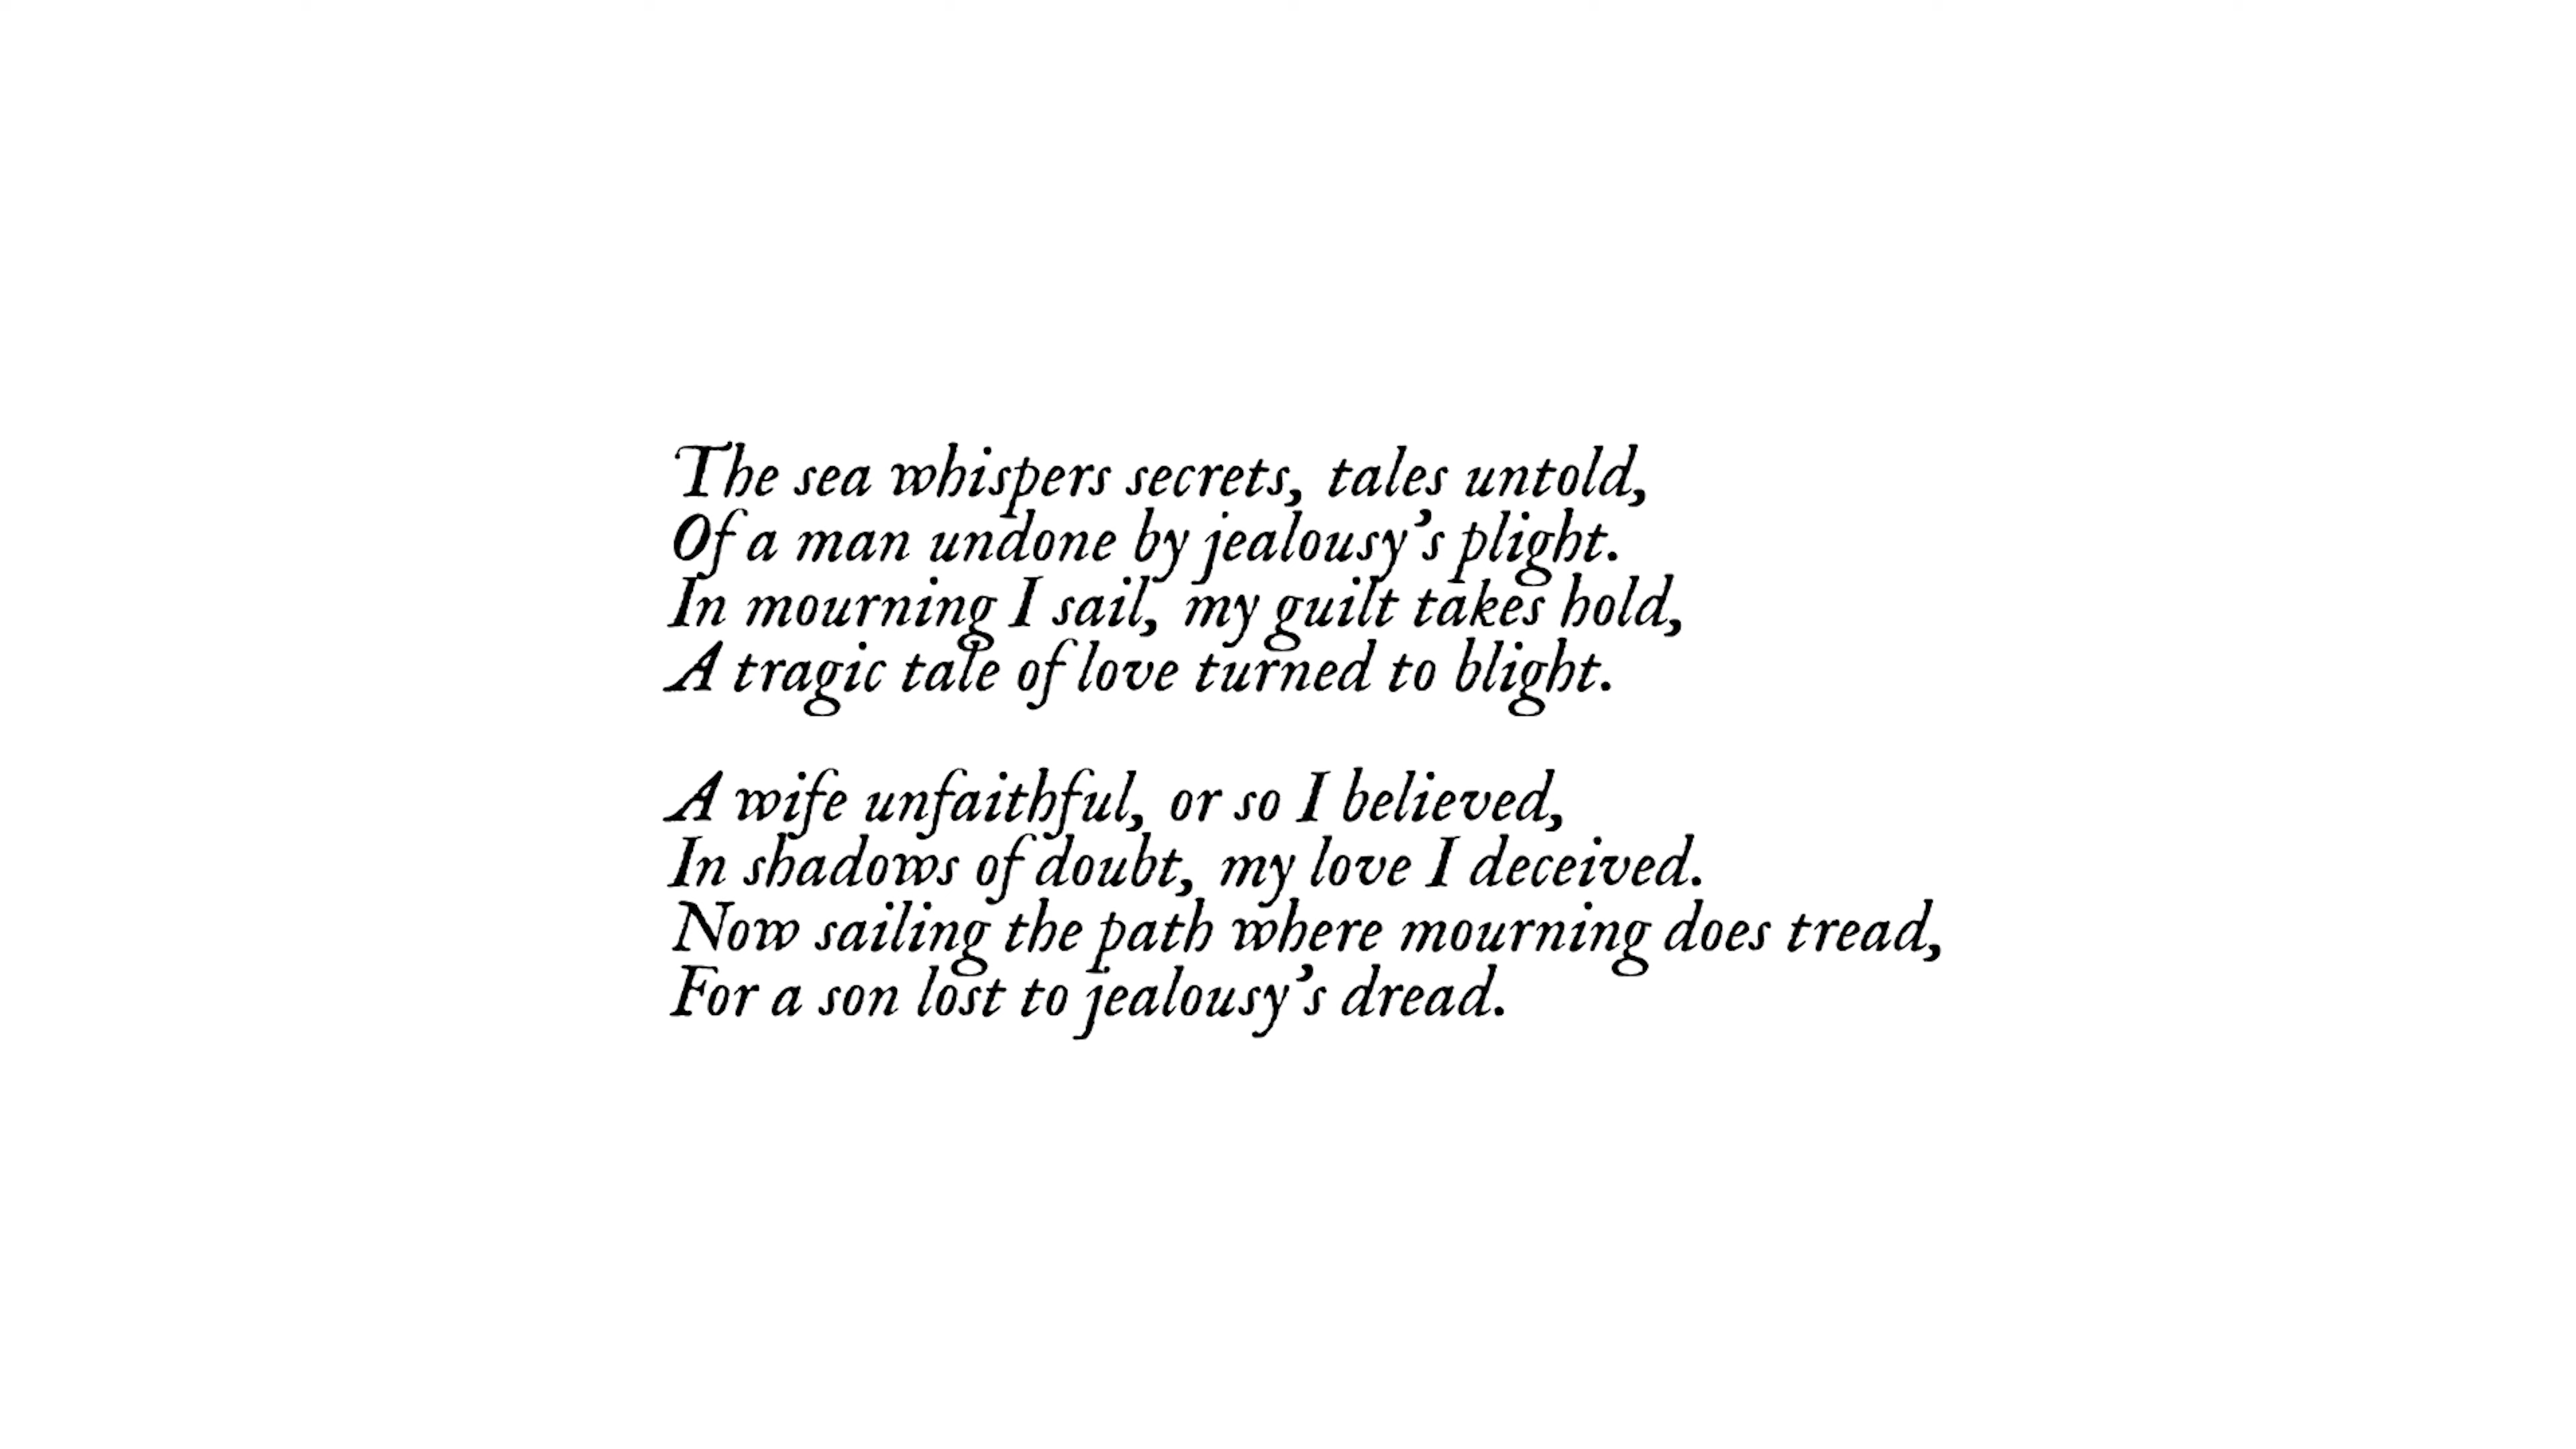 The sea whispers secrets, tales untold,
Of a man undone by jealousy’s plight.
In mourning I sail, my guilt takes hold,
A tragic tale of love turned to blight.

A wife unfaithful, or so I believed,
In shadows of doubt, my love I deceived.
Now sailing the path where mourning does tread,
For a son lost to jealousy’s dread.